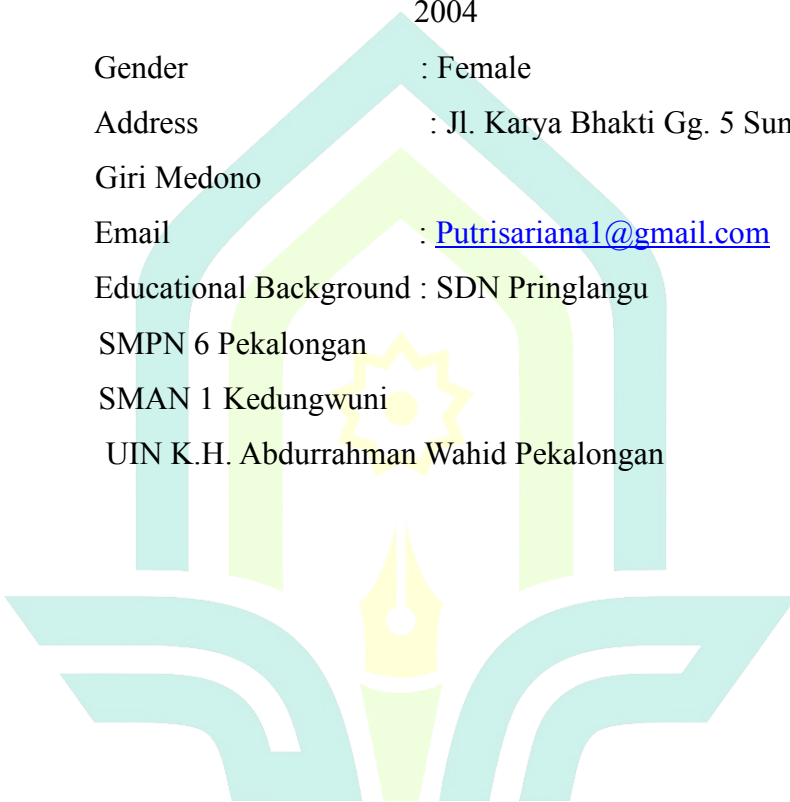 2004
Gender : Female
Address : Jl. Karya Bhakti Gg. 5
Giri Medono
Email : Putrisariana1@gmail.com
Educational Background : SDN Pringlangu
SMPN 6 Pekalongan
SMAN 1 Kedungwuni
UIN K.H. Abdurrahman Wahid Pekalongan